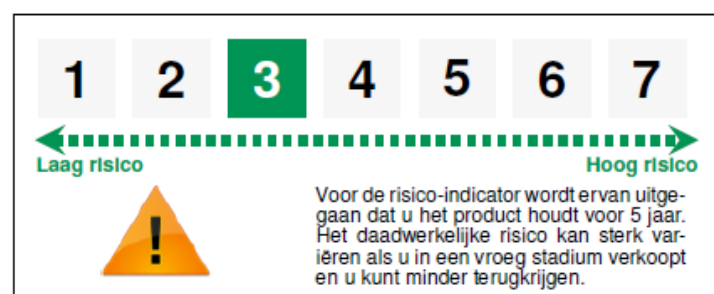 1 2 3 4 5 6 7
Laag risico Hoog risico
!
Voor de risico-indicator wordt ervan uitge-
gaan dat u het product houdt voor 5 jaar.
Het daadwerkelijke risico kan sterk var-
iëren als u in een vroeg stadium verkoopt
en u kunt minder terugkrijgen.